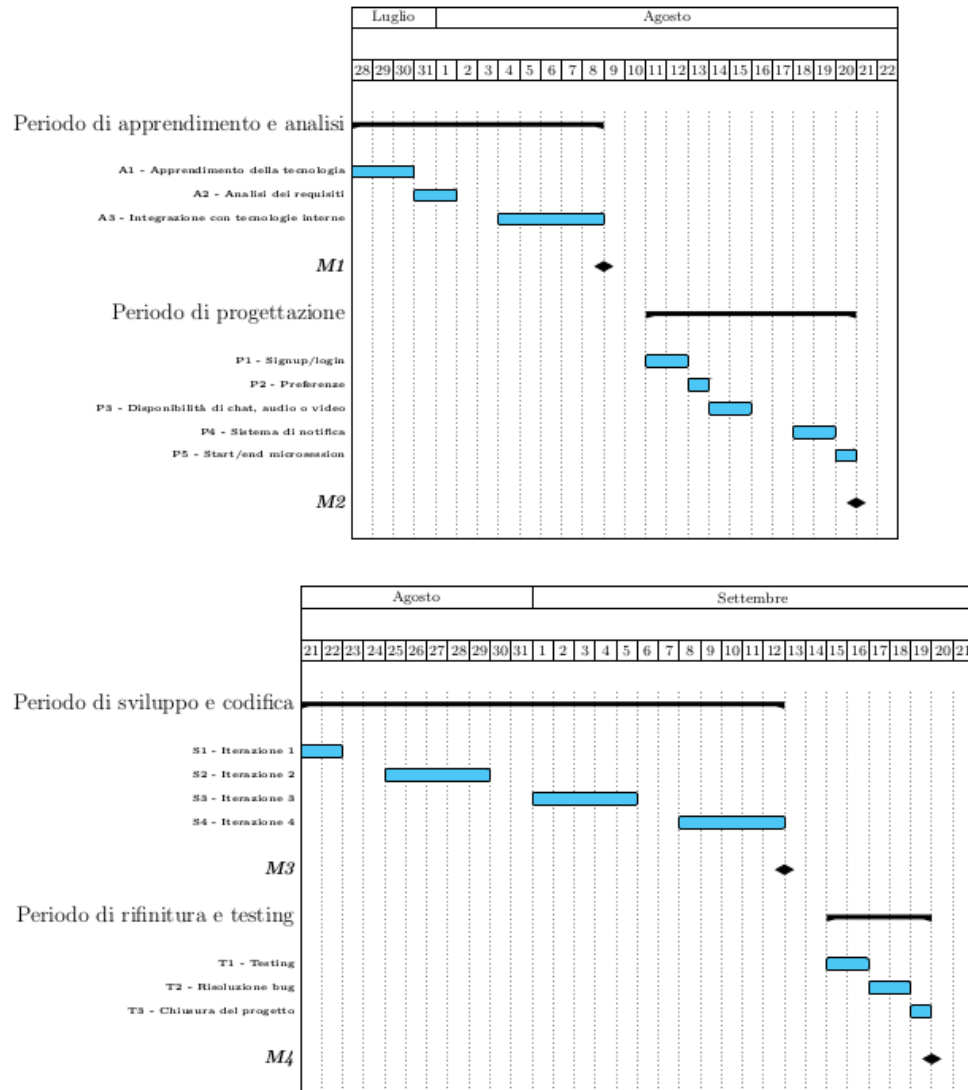 Luglio Agosto
28 29 30 31 1 2 3 4 5 6 7 8 9 10 11 12 13 14 15 16 17 18 19 20 21 22
Periodo di apprendimento e analisi
A1 - Apprendimento della tecnologia
A2 - Analisi dei requisiti
A3 - Integrazione con tecnologie interne
M1
Periodo di progettazione
P1 - Signup/login
P2 - Preferenze
P3 - Disponibilità di chat, audio o video
P4 - Sistema di notifica
P5 - Start/end microsession
M2
Agosto Settembre
21 22 23 24 25 26 27 28 29 30 31 1 2 3 4 5 6 7 8 9 10 11 12 13 14 15 16 17 18 19 20 21
Periodo di sviluppo e codifica
S1 - Iterazione 1
S2 - Iterazione 2
S3 - Iterazione 3
S4 - Iterazione 4
M3
Periodo di rifinitura e testing
T1 - Testing
T2 - Risoluzione bug
T3 - Chiusura del progetto
M4